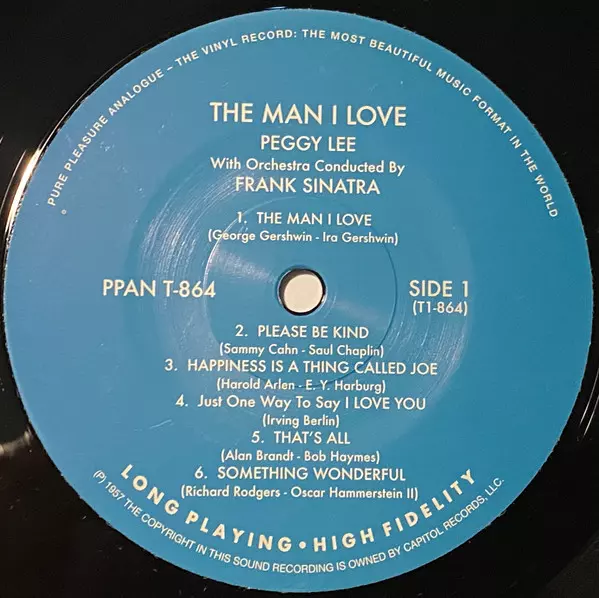 ° PURE PLEASURE ANALOGUE – THE VINYL RECORD: THE MOST BEAUTIFUL MUSIC FORMAT IN THE WORLD
THE MAN I LOVE
PEGGY LEE
With Orchestra Conducted By
FRANK SINATRA
1. THE MAN I LOVE
(George Gershwin - Ira Gershwin)
PPAN T-864
SIDE 1
(T1-864)
2. PLEASE BE KIND
(Sammy Cahn - Saul Chaplin)
3. HAPPINESS IS A THING CALLED JOE
(Harold Arlen - E. Y. Harburg)
4. Just One Way To Say I LOVE YOU
(Irving Berlin)
5. THAT'S ALL
(Alan Brandt - Bob Haymes)
6. SOMETHING WONDERFUL
(Richard Rodgers - Oscar Hammerstein II)
LONG PLAYING • HIGH FIDELITY
(P) 1957 THE COPYRIGHT IN THIS SOUND RECORDING IS OWNED BY CAPITOL RECORDS, LLC.